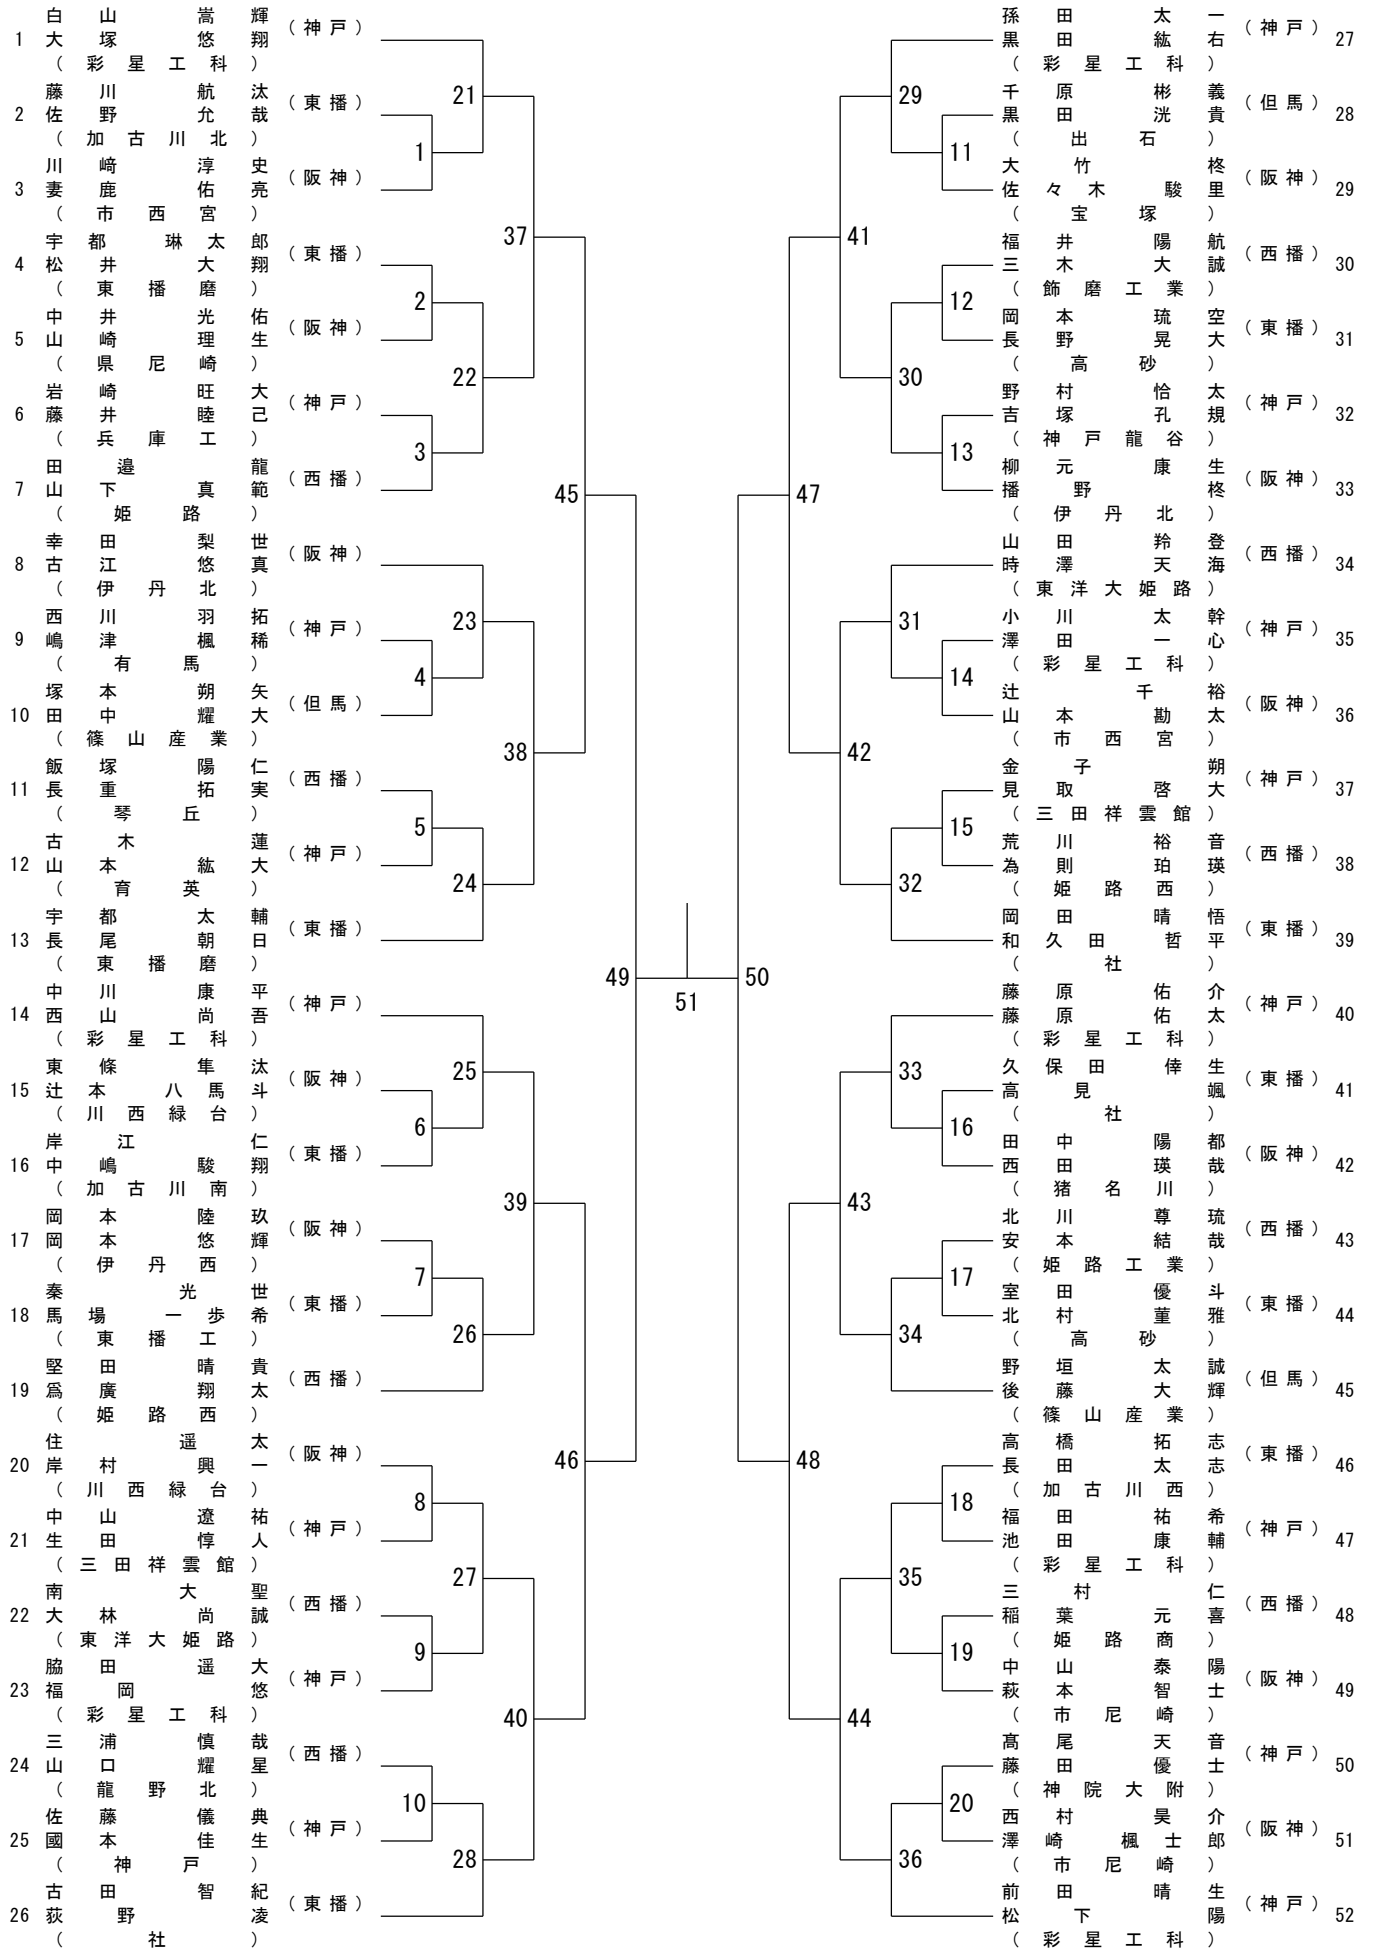 白山 嵩輝
1 大塚 悠翔 (神戸)
(彩星工科)
藤川 航汰
2 佐野 允哉 (東播)
(加古川北)
川﨑 淳史
3 妻鹿 佑亮 (阪神)
(市西宮)
宇都 琳太郎
4 松井 大翔 (東播)
(東播磨)
中井 光佑
5 山崎 理生 (阪神)
(県尼崎)
岩崎 旺大
6 藤井 睦己 (神戸)
(兵庫工)
田邉 龍
7 山下 真範 (西播)
(姫路)
幸田 梨世
8 古江 悠真 (阪神)
(伊丹北)
西川 羽拓
9 嶋津 楓稀 (神戸)
(有馬)
塚本 朔矢
10 田中 耀大 (但馬)
(篠山産業)
飯塚 陽仁
11 長重 拓実 (西播)
(琴丘)
古木 蓮
12 山本 紘大 (神戸)
(育英)
宇都 太輔
13 長尾 朝日 (東播)
(東播磨)
中川 康平
14 西山 尚吾 (神戸)
(彩星工科)
東條 隼汰
15 辻本 八馬斗 (阪神)
(川西緑台)
岸江 仁
16 中嶋 駿翔 (東播)
(加古川南)
岡本 陸玖
17 岡本 悠輝 (阪神)
(伊丹西)
秦 光世
18 馬場 一歩希 (東播)
(東播工)
堅田 晴貴
19 爲廣 翔太 (西播)
(姫路西)
住 遥太
20 岸村 興一 (阪神)
(川西緑台)
中山 遼祐
21 生田 惇人 (神戸)
(三田祥雲館)
南 大聖
22 大林 尚誠 (西播)
(東洋大姫路)
脇田 遥大
23 福岡 悠 (神戸)
(彩星工科)
三浦 慎哉
24 山口 耀星 (西播)
(龍野北)
佐藤 儀典
25 國本 佳生 (神戸)
(神戸)
古田 智紀
26 荻野 凌 (東播)
(社)
21
1
37
2
22
3
45
23
4
38
5
24
49
25
6
39
7
26
46
8
27
9
40
10
28
51
50
29
11
41
12
30
13
47
31
14
42
15
32
33
16
43
17
34
48
18
35
19
44
20
36
孫田 太一
黒田 紘右 (神戸) 27
(彩星工科)
千原 彬義
黒田 洸貴 (但馬) 28
(出石)
大竹 柊
佐々木 駿里 (阪神) 29
(宝塚)
福井 陽航
三木 大誠 (西播) 30
(飾磨工業)
岡本 琉空
長野 晃大 (東播) 31
(高砂)
野村 恰太
吉塚 孔規 (神戸) 32
(神戸龍谷)
柳元 康生
播野 柊 (阪神) 33
(伊丹北)
山田 羚登
時澤 天海 (西播) 34
(東洋大姫路)
小川 太幹
澤田 一心 (神戸) 35
(彩星工科)
辻 千裕
山本 勘太 (阪神) 36
(市西宮)
金子 朔
見取 啓大 (神戸) 37
(三田祥雲館)
荒川 裕音
為則 珀瑛 (西播) 38
(姫路西)
岡田 晴悟
和久田 哲平 (東播) 39
(社)
藤原 佑介
藤原 佑太 (神戸) 40
(彩星工科)
久保田 倖生
高見 颯 (東播) 41
(社)
田中 陽都
西田 瑛哉 (阪神) 42
(猪名川)
北川 尊琉
安本 結哉 (西播) 43
(姫路工業)
室田 優斗
北村 董雅 (東播) 44
(高砂)
野垣 太誠
後藤 大輝 (但馬) 45
(篠山産業)
高橋 拓志
長田 太志 (東播) 46
(加古川西)
福田 祐希
池田 康輔 (神戸) 47
(彩星工科)
三村 仁
稲葉 元喜 (西播) 48
(姫路商)
中山 泰陽
萩本 智士 (阪神) 49
(市尼崎)
髙尾 天音
藤田 優士 (神戸) 50
(神院大附)
西村 昊介
澤崎 楓士郎 (阪神) 51
(市尼崎)
前田 晴生
松下 陽 (神戸) 52
(彩星工科)